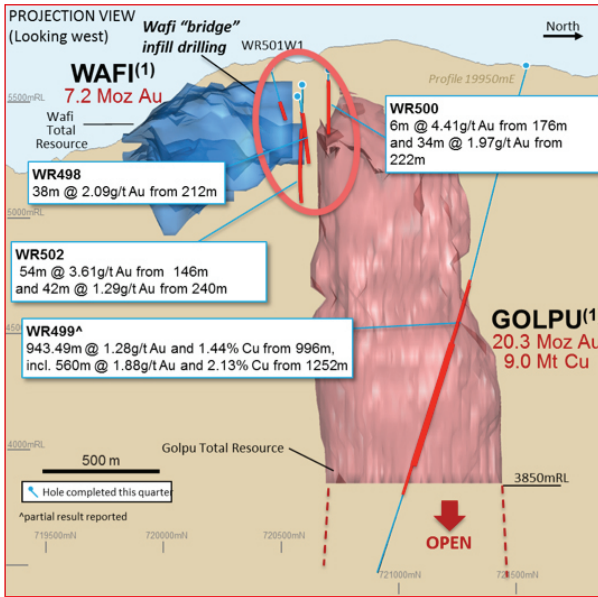 PROJECTION VIEW
(Looking west)
Wafi “bridge”
infill drilling
WR501W1
North
WAFI(1)
7.2 Moz Au
Profile 19950mE
5500mRL
Wafi
Total
Resource
WR500
6m @ 4.41g/t Au from 176m
and 34m @ 1.97g/t Au from
222m
WR498
38m @ 2.09g/t Au from 212m
5000mRL
WR502
54m @ 3.61g/t Au from 146m
and 42m @ 1.29g/t Au from 240m
WR499^
943.49m @ 1.28g/t Au and 1.44% Cu from 996m,
incl. 560m @ 1.88g/t Au and 2.13% Cu from 1252m
GOLPU(1
20.3 Moz Au
9.0 Mt Cu
4000mRL
Golpu Total Resource
500 m
3850mRL
Hole completed this quarter
^partial result reported
OPEN
719500mN
720000mN
720500mN
721000mN